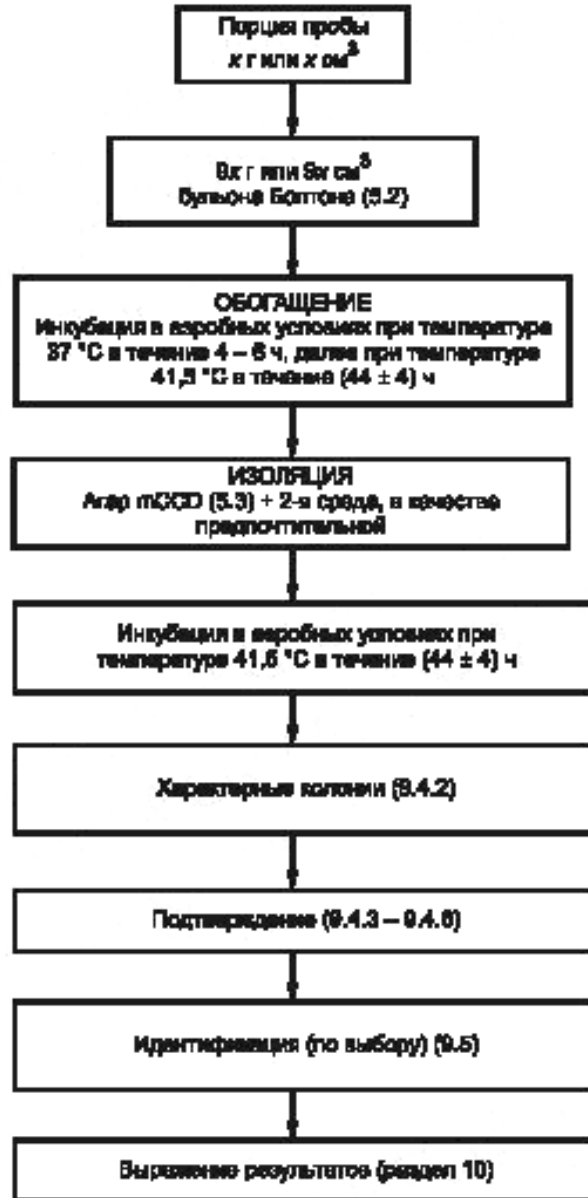 Порция пробы
x г или x см³
9x г или 9x см³
бульона Болтона (5.2)
ОБОГАЩЕНИЕ
Инкубация в аэробных условиях при температуре
37 °C в течение 4 – 6 ч, далее при температуре
41,5 °C в течение (44 ± 4) ч
ИЗОЛЯЦИЯ
Агар mCCD (5.3) + 2-я среда, в качестве
предпочтительной
Инкубация в аэробных условиях при
температуре 41,5 °C в течение (44 ± 4) ч
Характерные колонии (9.4.2)
Подтверждение (9.4.3 – 9.4.6)
Идентификация (по выбору) (9.5)
Выражение результатов (раздел 10)